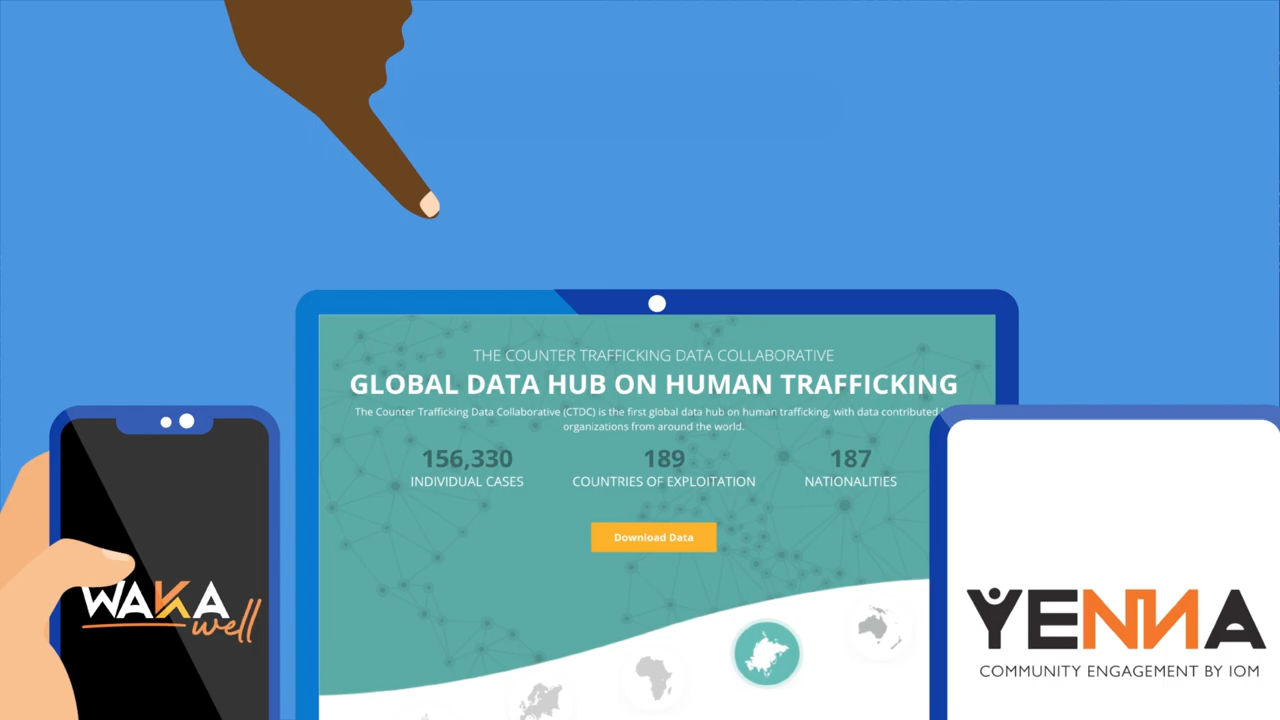 THE COUNTER TRAFFICKING DATA COLLABORATIVE
GLOBAL DATA HUB ON HUMAN TRAFFICKING
The Counter Trafficking Data Collaborative (CTDC) is the first global data hub on human trafficking, with data contributed
organizations from around the world.
156,330
189
187
INDIVIDUAL CASES
COUNTRIES OF EXPLOITATION
NATIONALITIES
Download Data
WAKA
well
YENNA
COMMUNITY ENGAGEMENT BY IOM